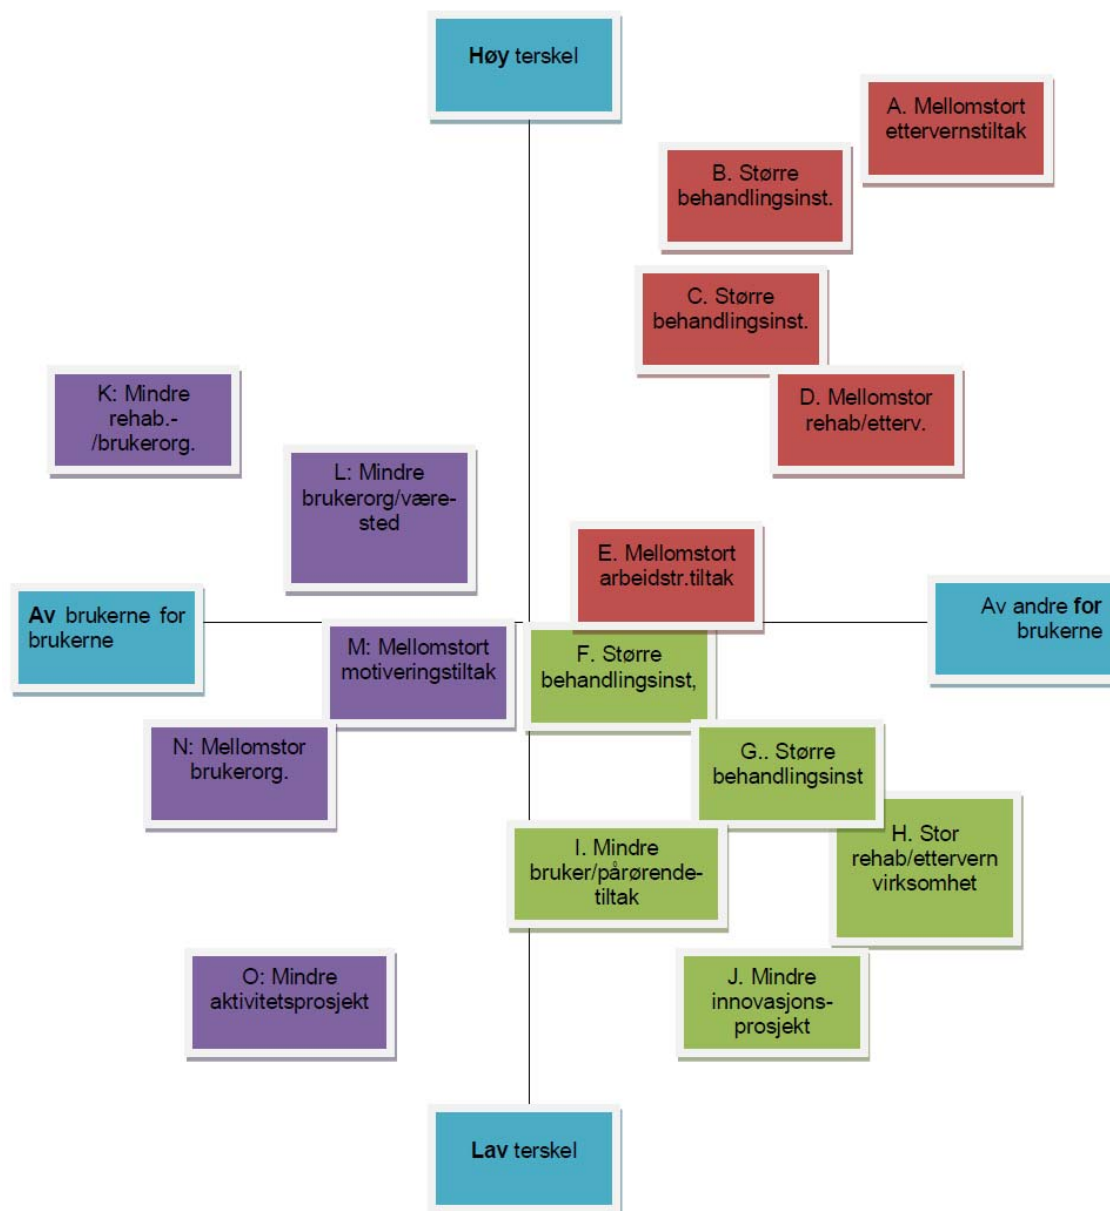 Høy terskel
A. Mellomstort
ettervernstiltak
B. Større
behandlingsinst.
C. Større
behandlingsinst.
K: Mindre
rehab.-
/brukerorg.
D. Mellomstor
rehab/etterv.
L: Mindre
brukerorg/være-
sted
E. Mellomstort
arbeidstr.tiltak
Av brukerne for
brukerne
Av andre for
brukerne
M: Mellomstort
motiveringstiltak
F. Større
behandlingsinst,
N: Mellomstor
brukerorg.
G.. Større
behandlingsinst
H. Stor
rehab/ettervern
virksomhet
I. Mindre
bruker/pårørende-
tiltak
O: Mindre
aktivitetsprosjekt
J. Mindre
innovasjons-
prosjekt
Lav terskel